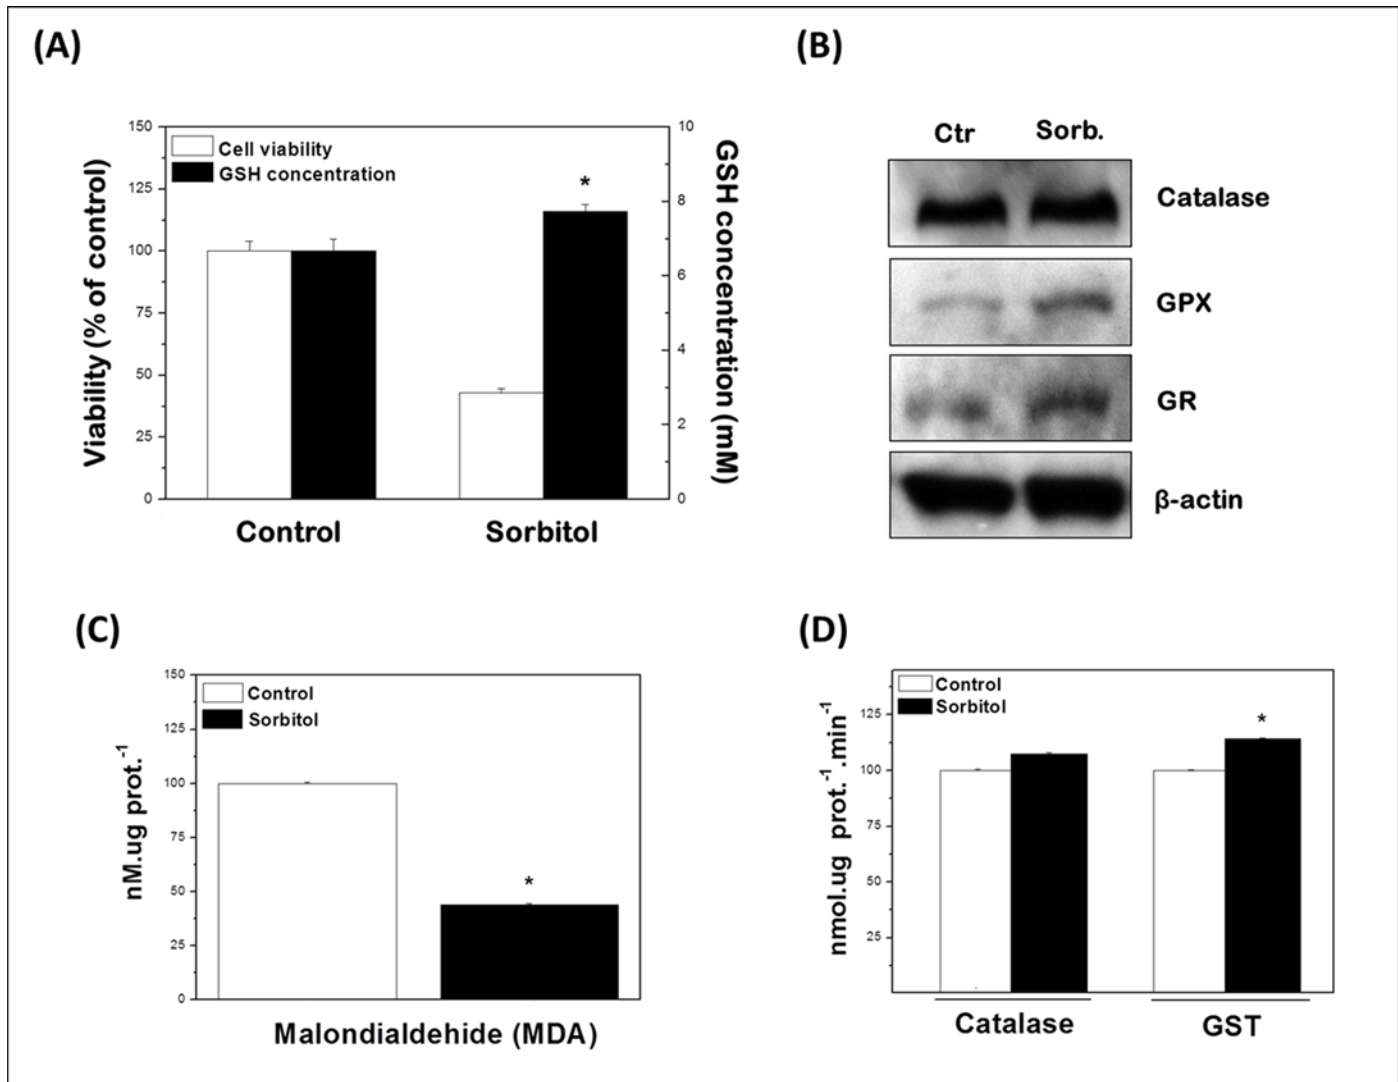 (A)
150
125
100
75
50
25
0
Viability (% of control)
Cell viability
GSH concentration
*
10
8
6
4
2
0
GSH concentration (mM)
Control Sorbitol
(B)
Ctr Sorb.
Catalase
GPX
GR
β-actin
(C)
150
125
100
75
50
25
0
nM.ug prot.⁻¹
Control
Sorbitol
*
Malondialdehide (MDA)
(D)
125
100
75
50
25
nmol.ug prot.⁻¹.min⁻¹
Control
Sorbitol
*
Catalase GST